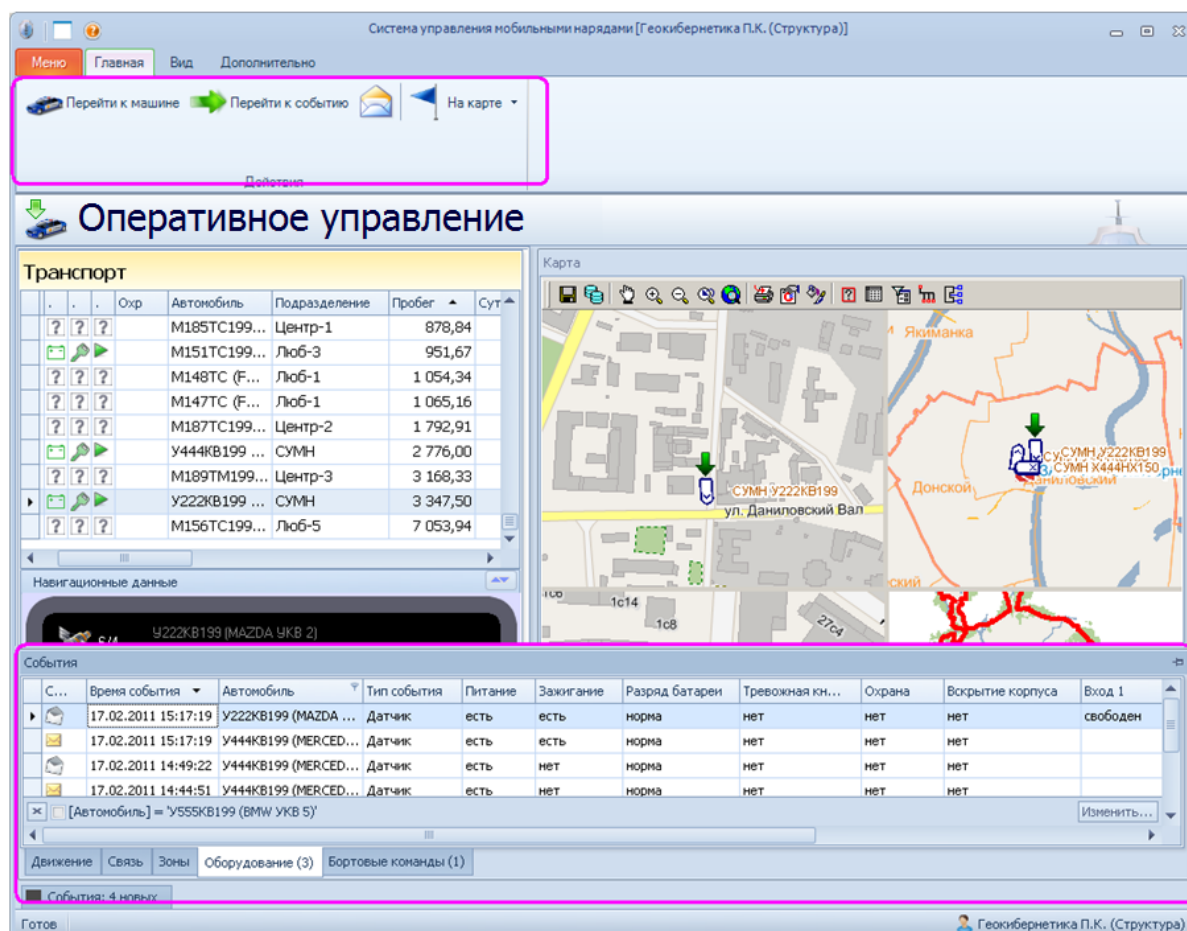 Система управления мобильными нарядами [Геокибернетика П.К. (Структура)]
Меню Главная Вид Дополнительно
Перейти к машине Перейти к событию На карте
Действия
Оперативное управление
Транспорт
. . . Охр Автомобиль Подразделение Пробег Сут
? ? ? М185ТС199... Центр-1 878,84
М151ТС199... Люб-3 951,67
? ? ? М148ТС (F... Люб-1 1 054,34
? ? ? М147ТС (F... Люб-1 1 065,16
? ? ? М187ТС199... Центр-2 1 792,91
У444КВ199 ... СУМН 2 776,00
? ? ? М189ТМ199... Центр-3 3 168,33
У222КВ199 ... СУМН 3 347,50
? ? ? М156ТС199... Люб-5 7 053,94
Навигационные данные
У222КВ199 (MAZDA УКВ 2)
Карта
СУМН У222КВ199
ул. Даниловский Вал
Якиманка
СУМН У222КВ199
СУМН Х444НХ150
Донской
Даниловский
ский
1с14
1с8
27с4
События
С... Время события Автомобиль Тип события Питание Зажигание Разряд батареи Тревожная кн... Охрана Вскрытие корпуса Вход 1
17.02.2011 15:17:19 У222КВ199 (MAZDA ... Датчик есть есть норма нет нет нет свободен
17.02.2011 15:17:19 У444КВ199 (MERCED... Датчик есть есть норма нет нет нет
17.02.2011 14:49:22 У444КВ199 (MERCED... Датчик есть нет норма нет нет нет
17.02.2011 14:44:51 У444КВ199 (MERCED... Датчик есть нет норма нет нет нет
[Автомобиль] = 'У555КВ199 (BMW УКВ 5)' Изменить...
Движение Связь Зоны Оборудование (3) Бортовые команды (1)
События: 4 новых
Готов Геокибернетика П.К. (Структура)